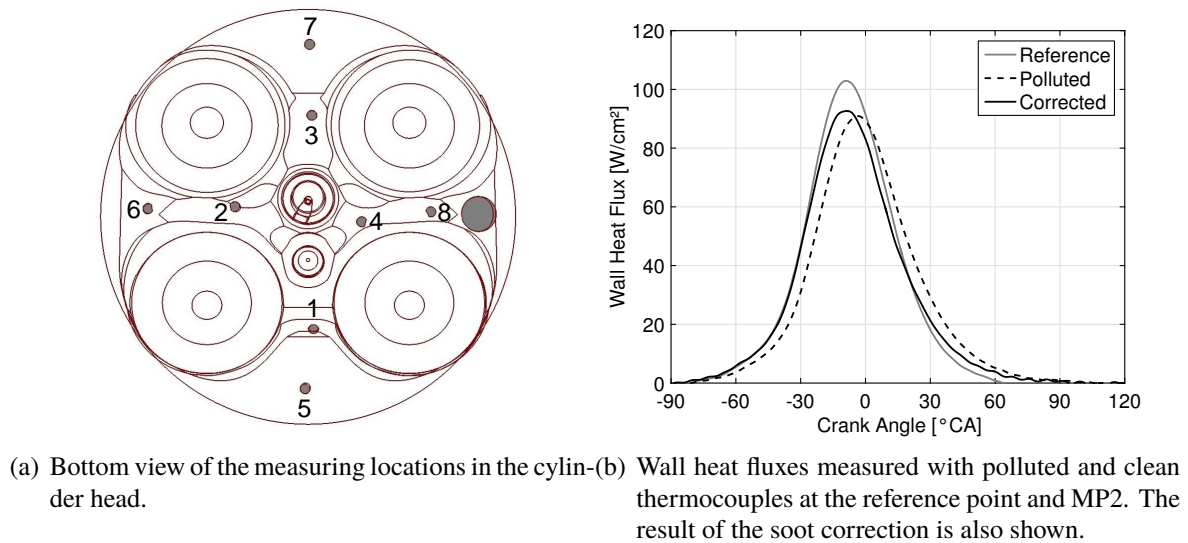 7
3
6
2
4
8
1
5
120
100
80
60
40
20
0
Wall Heat Flux [W/cm²]
Reference
Polluted
Corrected
-90 -60 -30 0 30 60 90 120
Crank Angle [°CA]
(a) Bottom view of the measuring locations in the cylin-
der head.
(b) Wall heat fluxes measured with polluted and clean
thermocouples at the reference point and MP2. The
result of the soot correction is also shown.